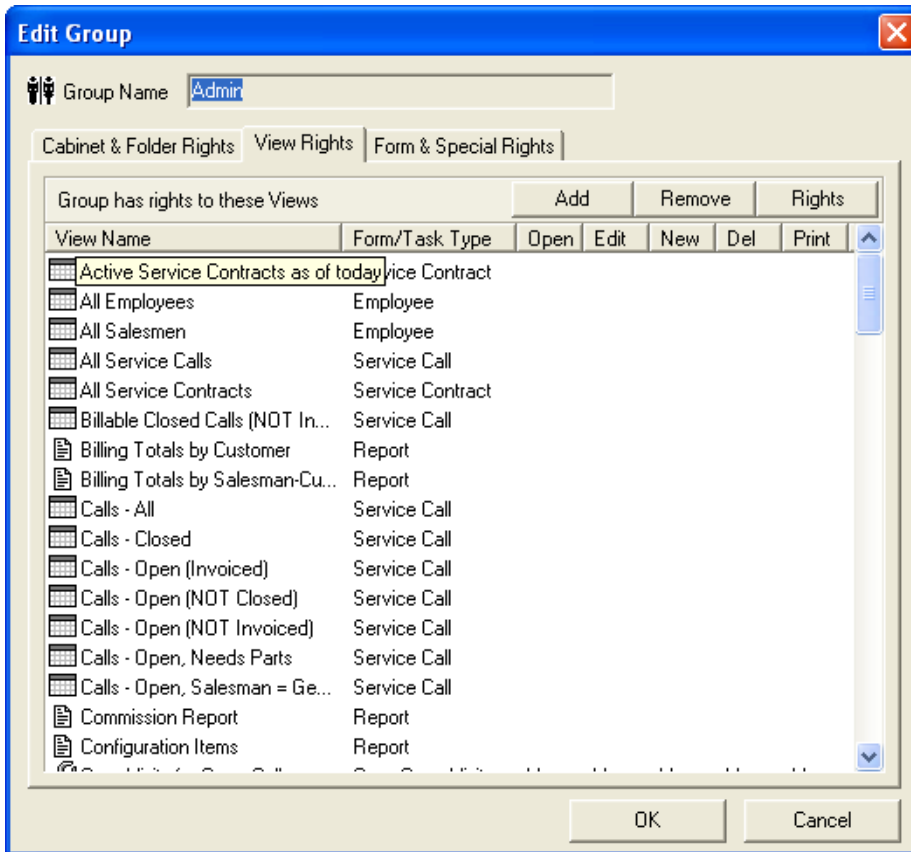 Edit Group
Group Name Admin
Cabinet & Folder Rights View Rights Form & Special Rights
Group has rights to these Views Add Remove Rights
View Name Form/Task Type Open Edit New Del Print
Active Service Contracts as of today vice Contract
All Employees Employee
All Salesmen Employee
All Service Calls Service Call
All Service Contracts Service Contract
Billable Closed Calls (NOT In... Service Call
Billing Totals by Customer Report
Billing Totals by Salesman-Cu... Report
Calls - All Service Call
Calls - Closed Service Call
Calls - Open (Invoiced) Service Call
Calls - Open (NOT Closed) Service Call
Calls - Open (NOT Invoiced) Service Call
Calls - Open, Needs Parts Service Call
Calls - Open, Salesman = Ge... Service Call
Commission Report Report
Configuration Items Report
OK Cancel